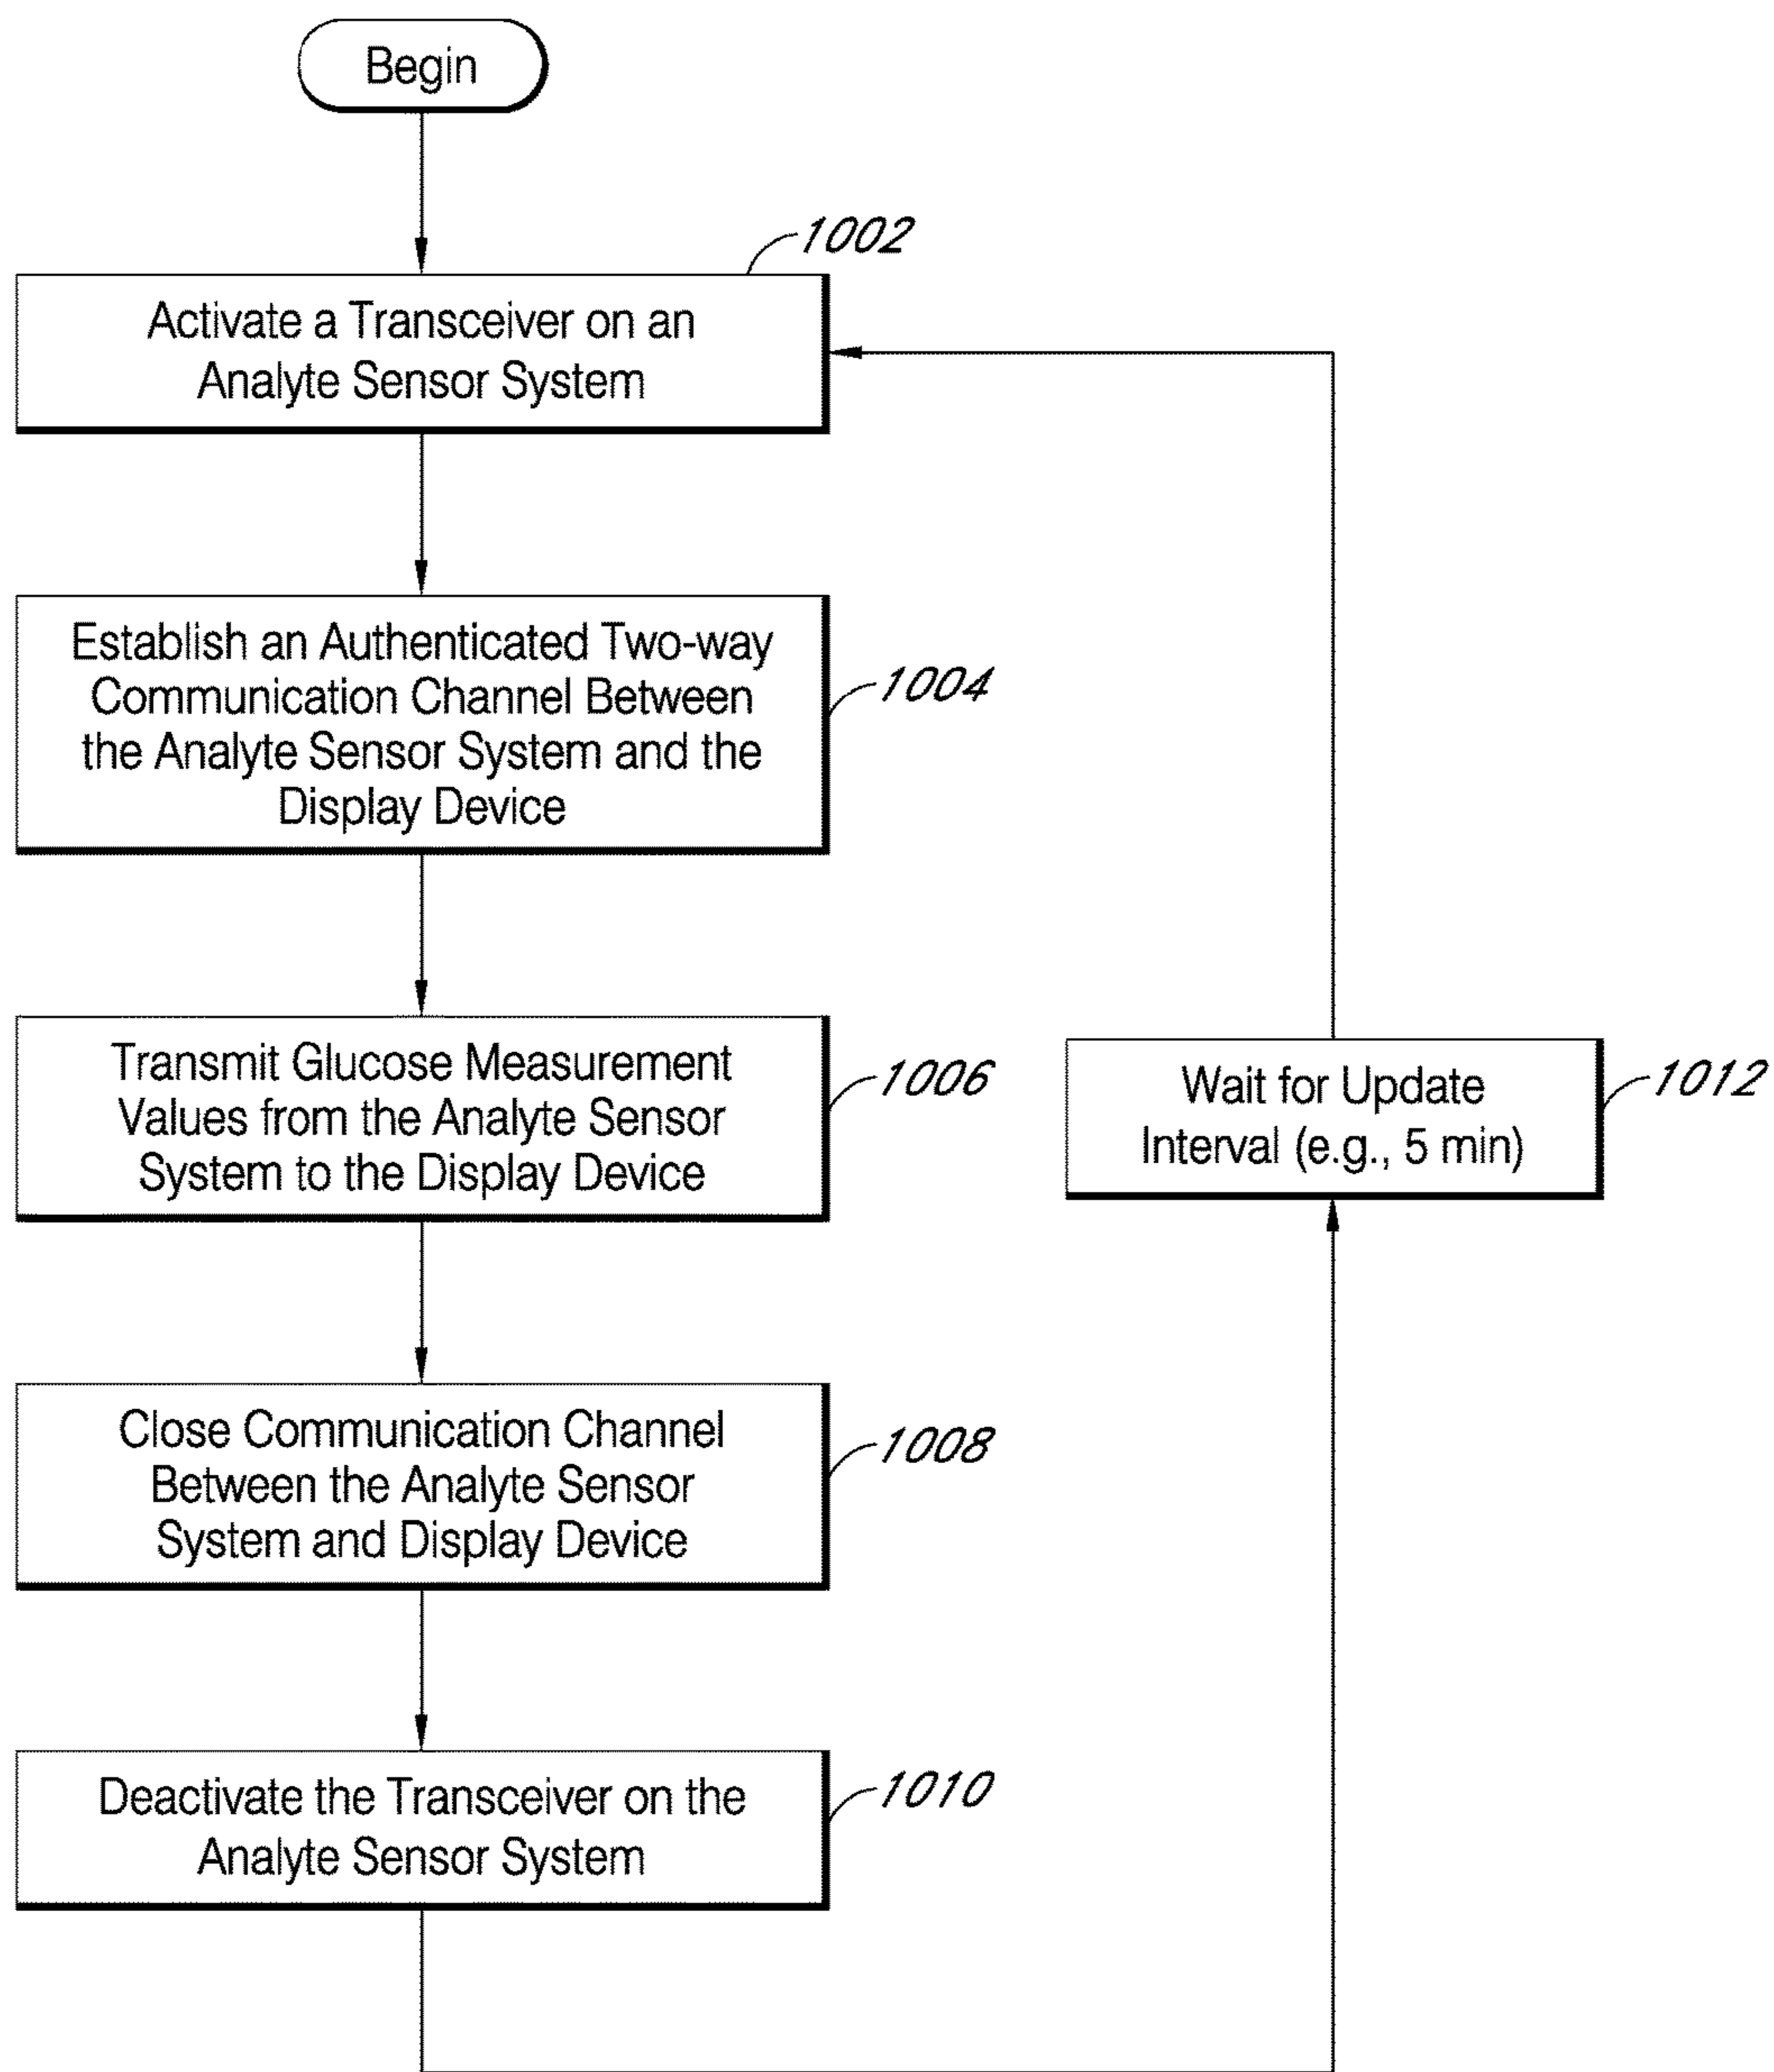 Begin
1002
Activate a Transceiver on an
Analyte Sensor System
Establish an Authenticated Two-way
Communication Channel Between
the Analyte Sensor System and the
Display Device
1004
Transmit Glucose Measurement
Values from the Analyte Sensor
System to the Display Device
1006
Wait for Update
Interval (e.g., 5 min)
1012
Close Communication Channel
Between the Analyte Sensor
System and Display Device
1008
Deactivate the Transceiver on the
Analyte Sensor System
1010